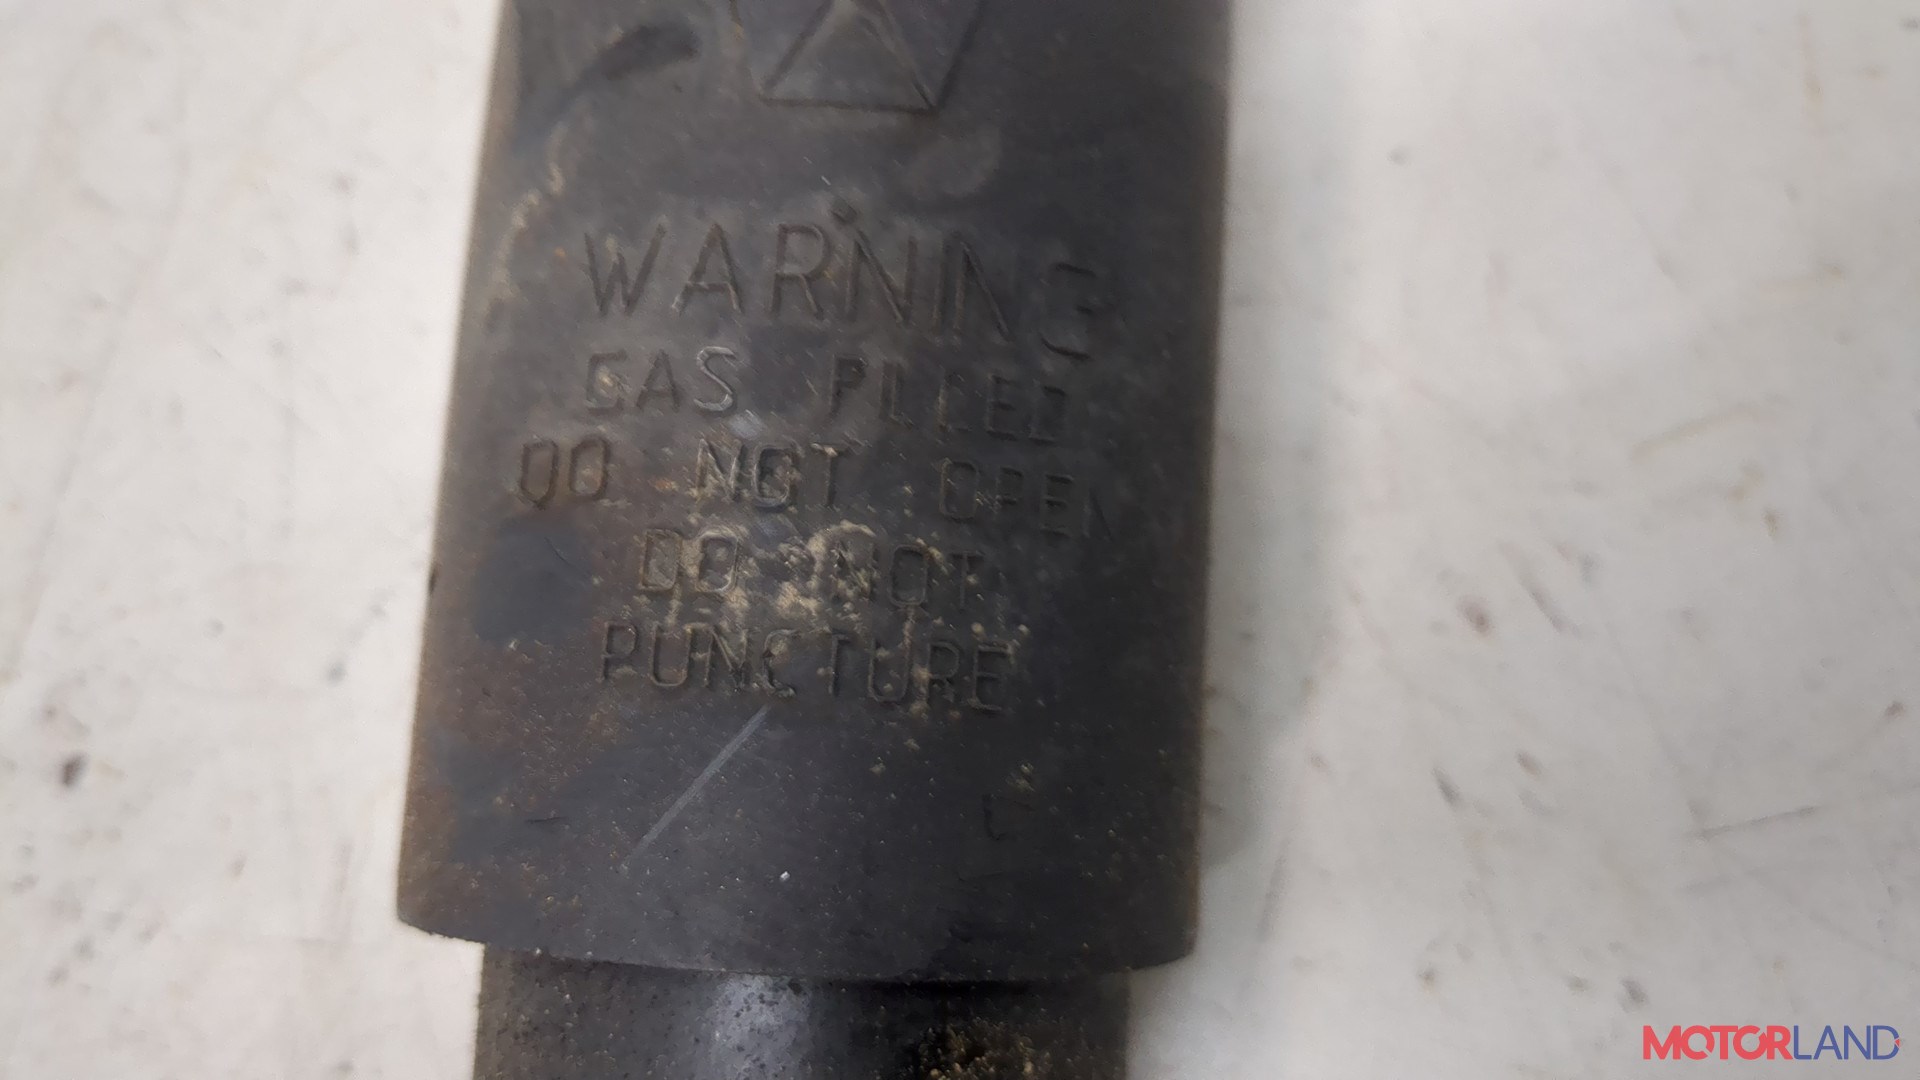 WARNING
GAS FILLED
DO NOT OPEN
DO NOT
PUNCTURE
MOTORLAND